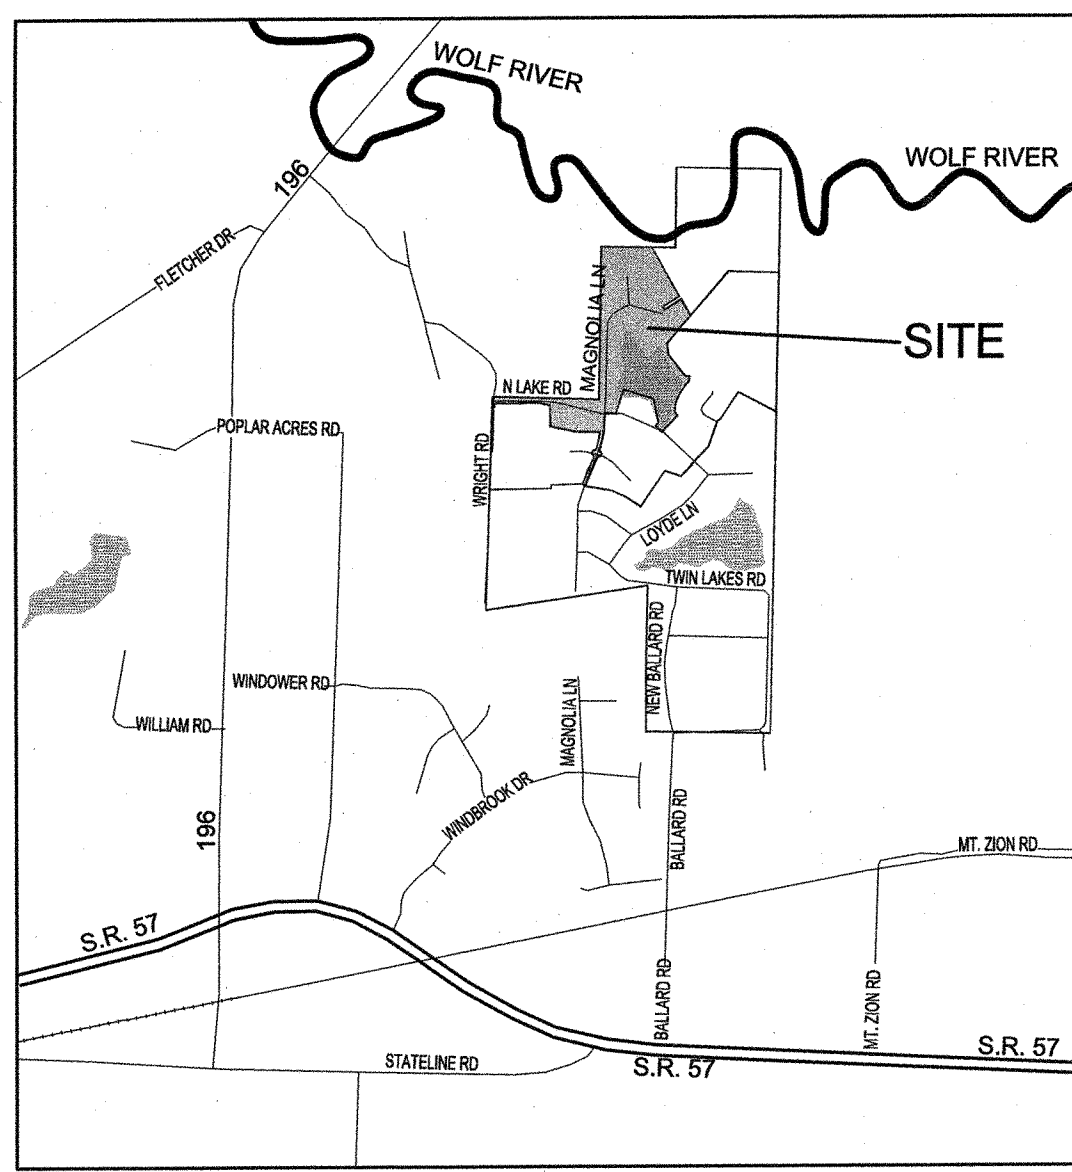 WOLF RIVER
WOLF RIVER
196
FLETCHER DR
MAGNOLIA LN
SITE
N LAKE RD
POPLAR ACRES RD
WRIGHT RD
LOYDE LN
TWIN LAKES RD
NEW BALLARD RD
WINDOWER RD
MAGNOLIA LN
WILLIAM RD
WINDBROOK DR
BALLARD RD
196
MT. ZION RD
S.R. 57
BALLARD RD
MT. ZION RD
S.R. 57
STATELINE RD
S.R. 57